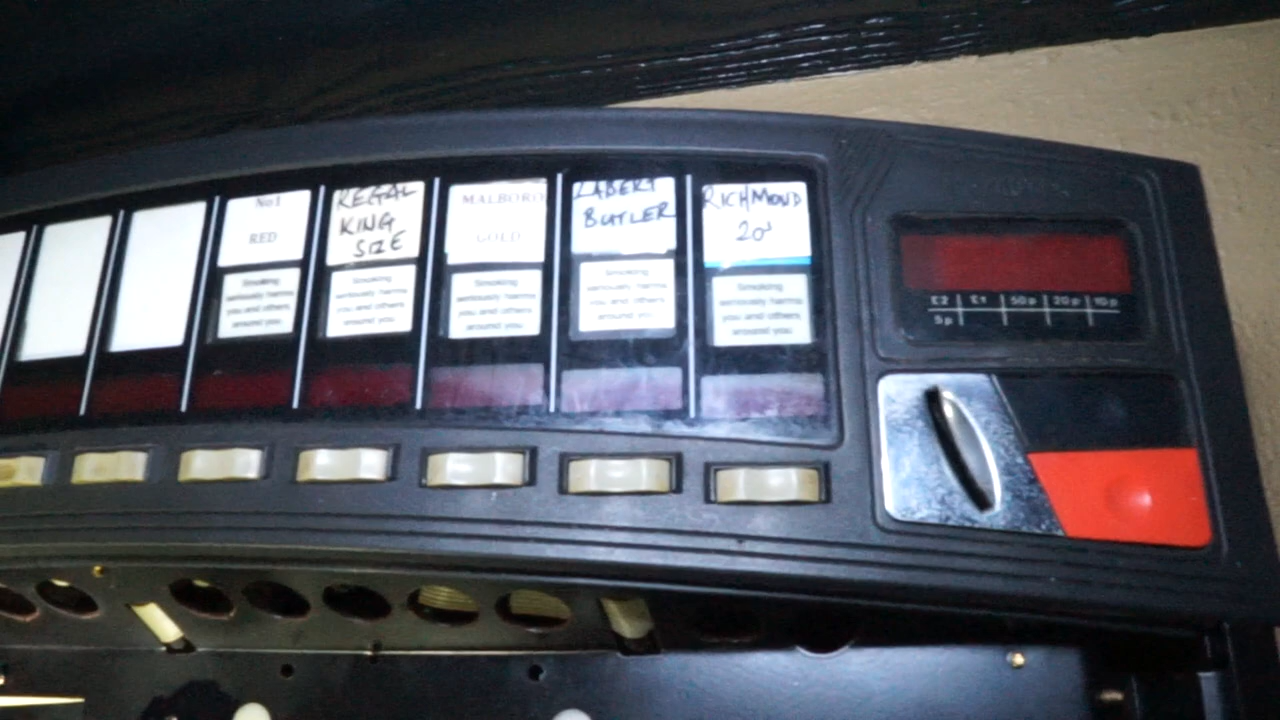 No1
RED
Smoking
seriously harms
you and others
around you
REGAL
KING
SIZE
Smoking
seriously harms
you and others
around you
MALBORO
GOLD
Smoking
seriously harms
you and others
around you
LABERT
BUTLER
Smoking
seriously harms
you and others
around you
RICHMOND
20s
Smoking
seriously harms
you and others
around you
£2 £1 50p 20p 10p
5p